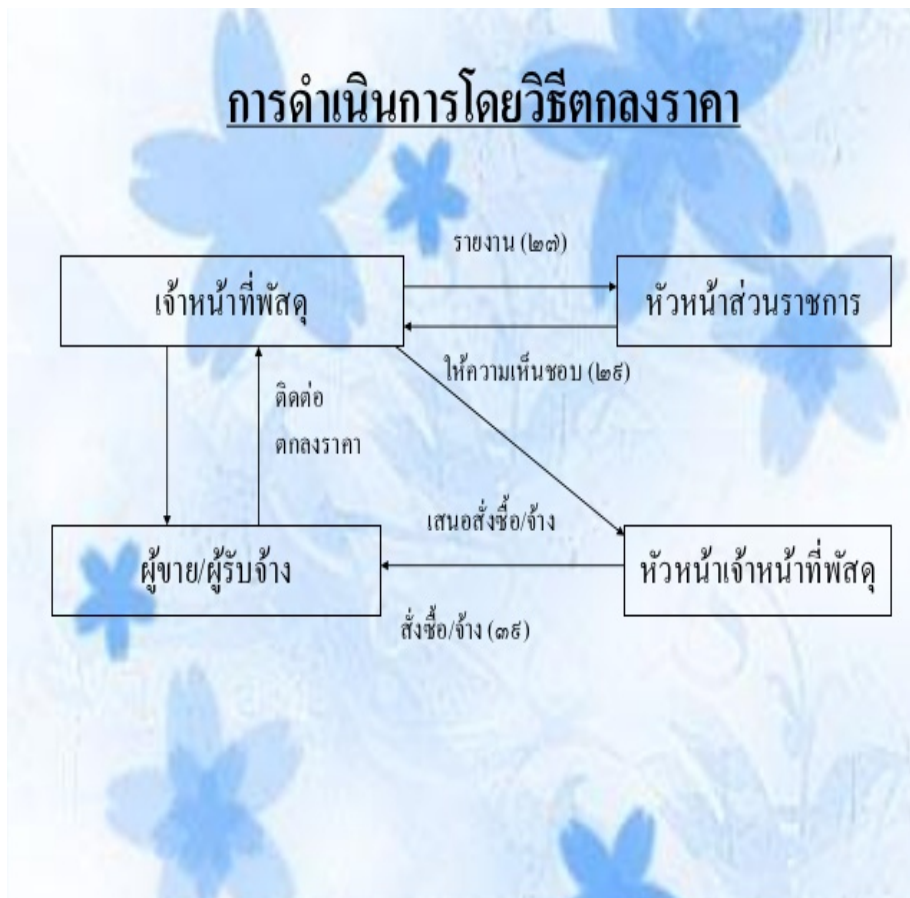 การดำเนินการโดยวิธีตกลงราคา
รายงาน (๒๗)
เจ้าหน้าที่พัสดุ
หัวหน้าส่วนราชการ
ให้ความเห็นชอบ (๒๙)
ติดต่อ
ตกลงราคา
เสนอสั่งซื้อ/จ้าง
ผู้ขาย/ผู้รับจ้าง
หัวหน้าเจ้าหน้าที่พัสดุ
สั่งซื้อ/จ้าง (๓๙)